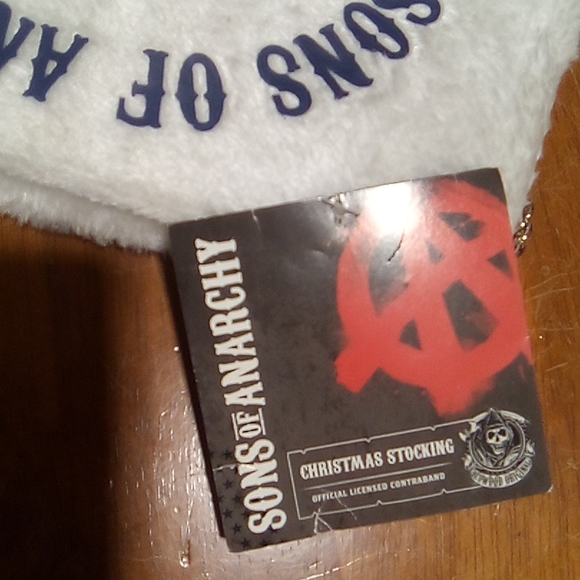 SONS OF AN
SONS OF ANARCHY
CHRISTMAS STOCKING
OFFICIAL LICENSED CONTRABAND